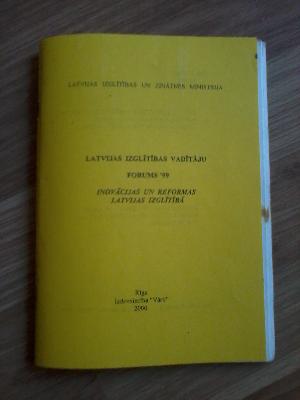 LATVIJAS IZGLĪTĪBAS UN ZINĀTNES MINISTRIJA
LATVIJAS IZGLĪTĪBAS VADĪTĀJU
FORUMS '99
INOVĀCIJAS UN REFORMAS
LATVIJAS IZGLĪTĪBĀ
Rīga
Izdevniecība "Vārti"
2000